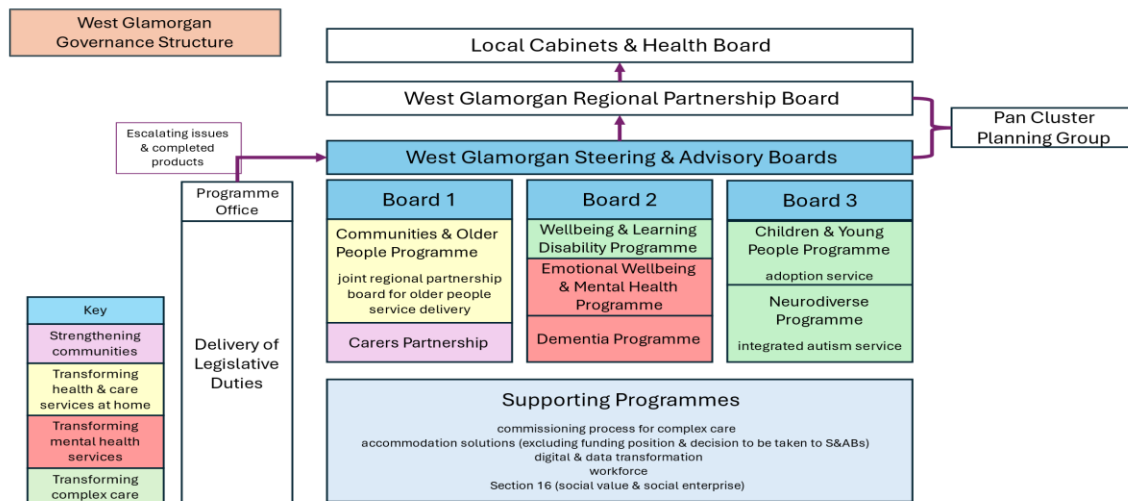 West Glamorgan
Governance Structure
Local Cabinets & Health Board
West Glamorgan Regional Partnership Board
Pan Cluster
Planning Group
Escalating issues
& completed
products
West Glamorgan Steering & Advisory Boards
Programme
Office
Delivery of
Legislative
Duties
Board 1
Communities & Older
People Programme
joint regional partnership
board for older people
service delivery
Carers Partnership
Board 2
Wellbeing & Learning
Disability Programme
Emotional Wellbeing
& Mental Health
Programme
Dementia Programme
Board 3
Children & Young
People Programme
adoption service
Neurodiverse
Programme
integrated autism service
Key
Strengthening
communities
Transforming
health & care
services at home
Transforming
mental health
services
Transforming
complex care
Supporting Programmes
commissioning process for complex care
accommodation solutions (excluding funding position & decision to be taken to S&ABs)
digital & data transformation
workforce
Section 16 (social value & social enterprise)